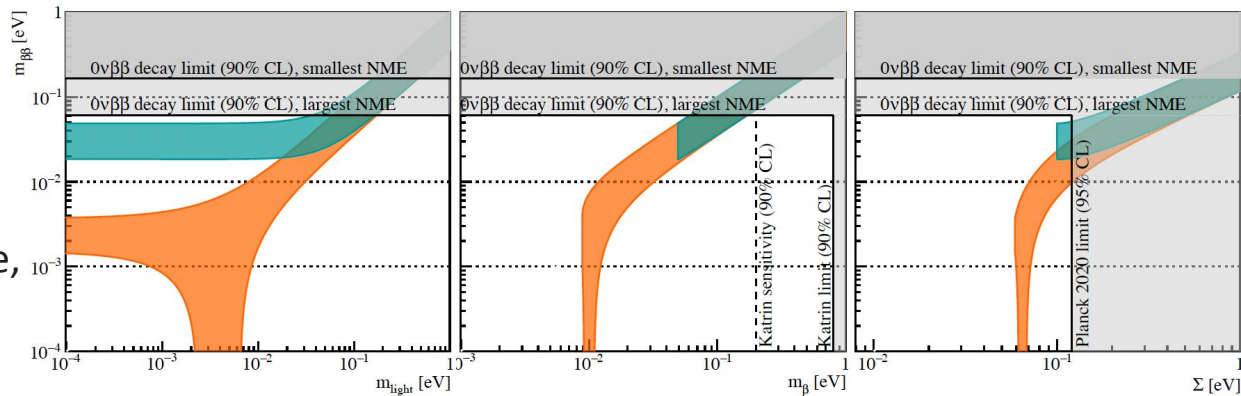 m_ββ [eV]
1
10⁻¹
10⁻²
10⁻³
10⁻⁴
0νββ decay limit (90% CL), smallest NME
0νββ decay limit (90% CL), largest NME
10⁻⁴ 10⁻³ 10⁻² 10⁻¹ 1
m_light [eV]
0νββ decay limit (90% CL), smallest NME
0νββ decay limit (90% CL), largest NME
Katrin sensitivity (90% CL)
Katrin limit (90% CL)
10⁻² 10⁻¹ 1
m_β [eV]
0νββ decay limit (90% CL), smallest NME
0νββ decay limit (90% CL), largest NME
Planck 2020 limit (95% CL)
10⁻² 10⁻¹ 1
Σ [eV]
e,